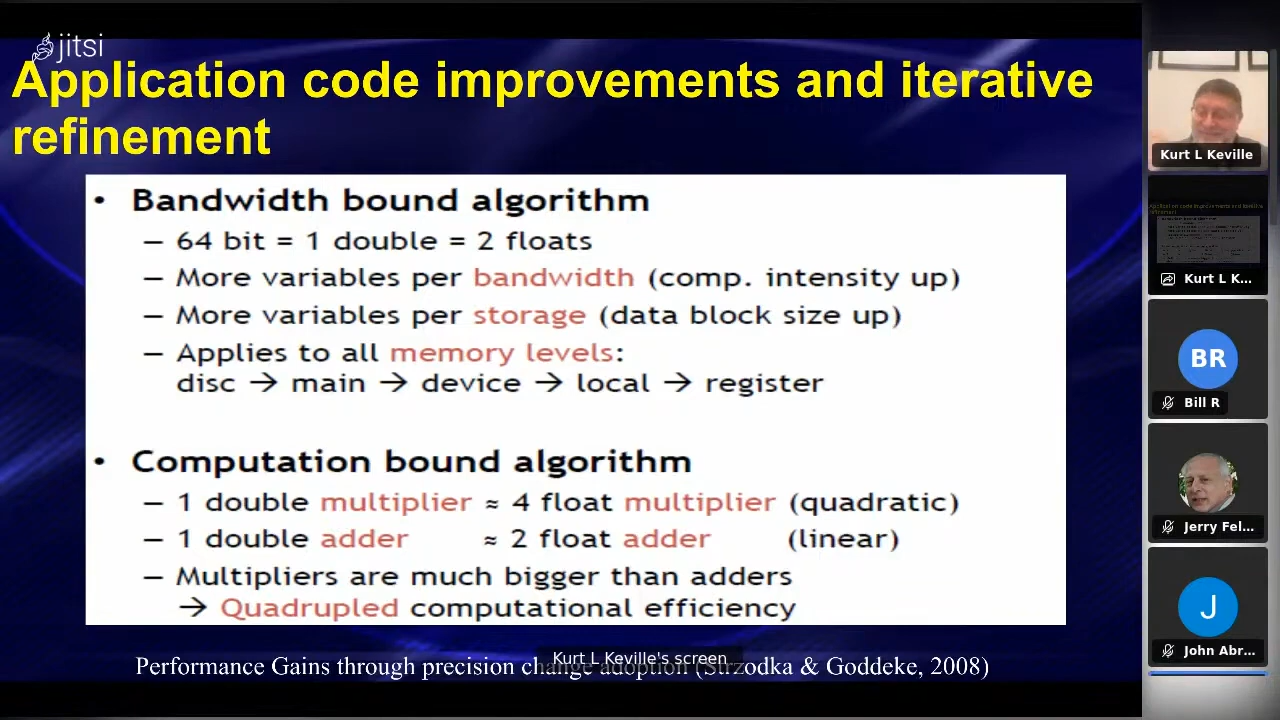 jitsi
Application code improvements and iterative
refinement
• Bandwidth bound algorithm
– 64 bit = 1 double = 2 floats
– More variables per bandwidth (comp. intensity up)
– More variables per storage (data block size up)
– Applies to all memory levels:
disc → main → device → local → register
• Computation bound algorithm
– 1 double multiplier ≈ 4 float multiplier (quadratic)
– 1 double adder ≈ 2 float adder (linear)
– Multipliers are much bigger than adders
→ Quadrupled computational efficiency
Performance Gains through precision change adoption (Strzodka & Goddeke, 2008)
Kurt L Keville's screen
Kurt L Keville
Kurt L K...
BR
Bill R
Jerry Fel...
J
John Abr...